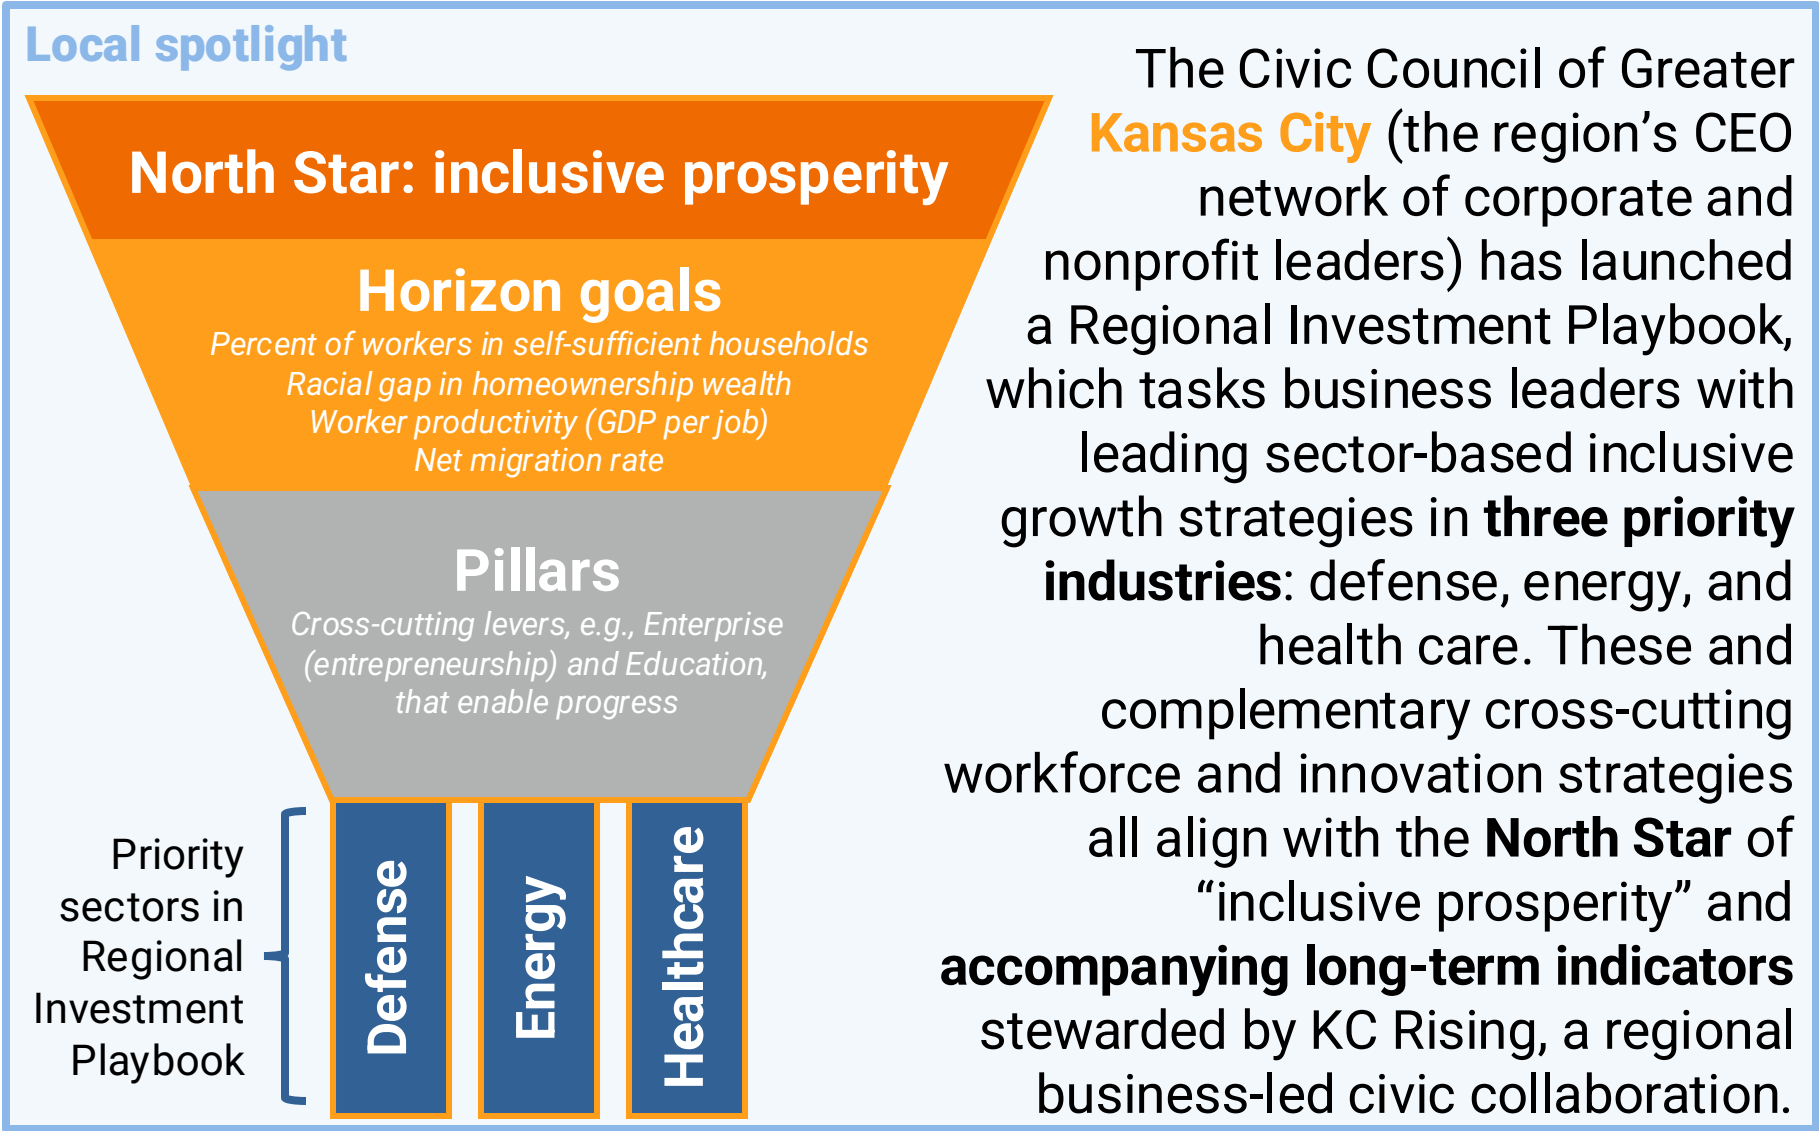 Local spotlight
North Star: inclusive prosperity
Horizon goals
Percent of workers in self-sufficient households
Racial gap in homeownership wealth
Worker productivity (GDP per job)
Net migration rate
Pillars
Cross-cutting levers, e.g., Enterprise
(entrepreneurship) and Education,
that enable progress
Priority
sectors in
Regional
Investment
Playbook
Defense
Energy
Healthcare
The Civic Council of Greater
Kansas City (the region’s CEO
network of corporate and
nonprofit leaders) has launched
a Regional Investment Playbook,
which tasks business leaders with
leading sector-based inclusive
growth strategies in three priority
industries: defense, energy, and
health care. These and
complementary cross-cutting
workforce and innovation strategies
all align with the North Star of
“inclusive prosperity” and
accompanying long-term indicators
stewarded by KC Rising, a regional
business-led civic collaboration.